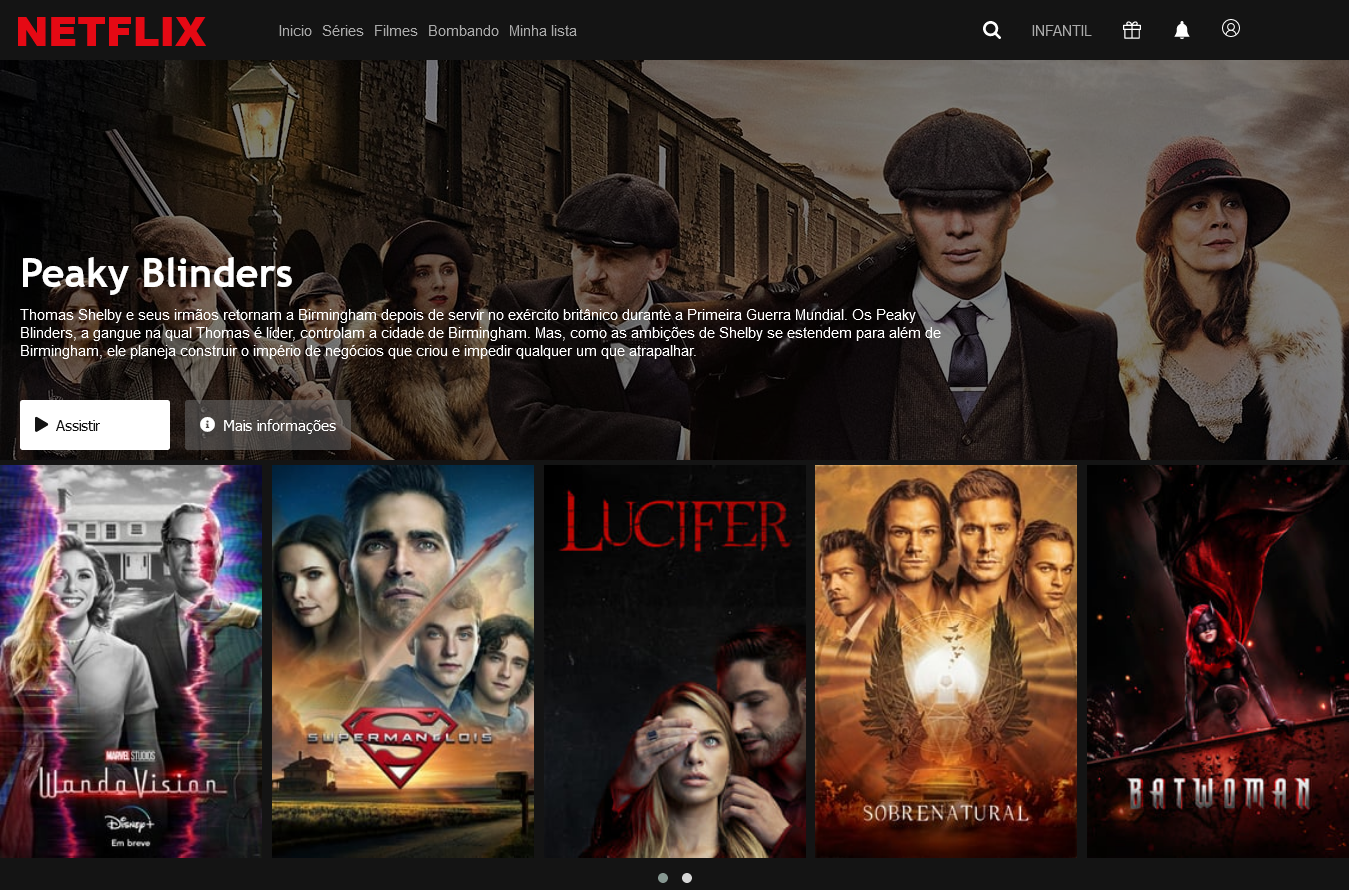 NETFLIX
Inicio Séries Filmes Bombando Minha lista
INFANTIL
Peaky Blinders
Thomas Shelby e seus irmãos retornam a Birmingham depois de servir no exército britânico durante a Primeira Guerra Mundial. Os Peaky
Blinders, a gangue na qual Thomas é líder, controlam a cidade de Birmingham. Mas, como as ambições de Shelby se estendem para além de
Birmingham, ele planeja construir o império de negócios que criou e impedir qualquer um que atrapalhar.
Assistir
Mais informações
MARVEL STUDIOS
WandaVision
Disney+
Em breve
SUPERMAN & LOIS
LUCIFER
SOBRENATURAL
BATWOMAN